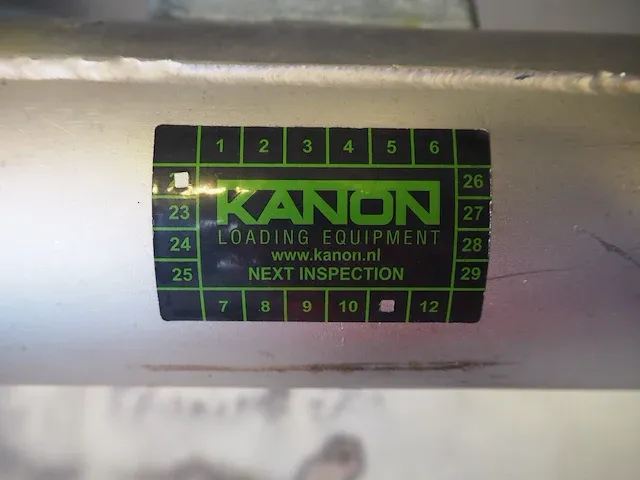 1 2 3 4 5 6
26
KANON
23 27
LOADING EQUIPMENT
24 28
www.kanon.nl
25 NEXT INSPECTION 29
7 8 9 10 12